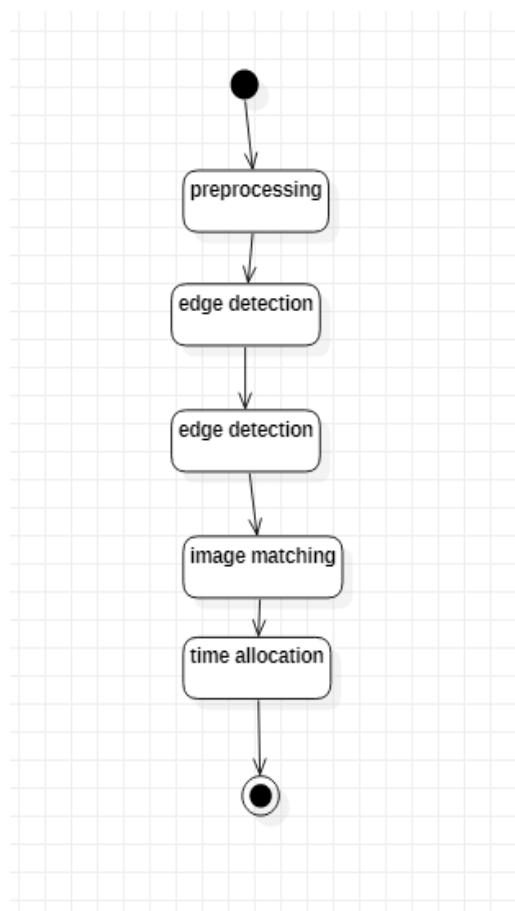 preprocessing
edge detection
edge detection
image matching
time allocation